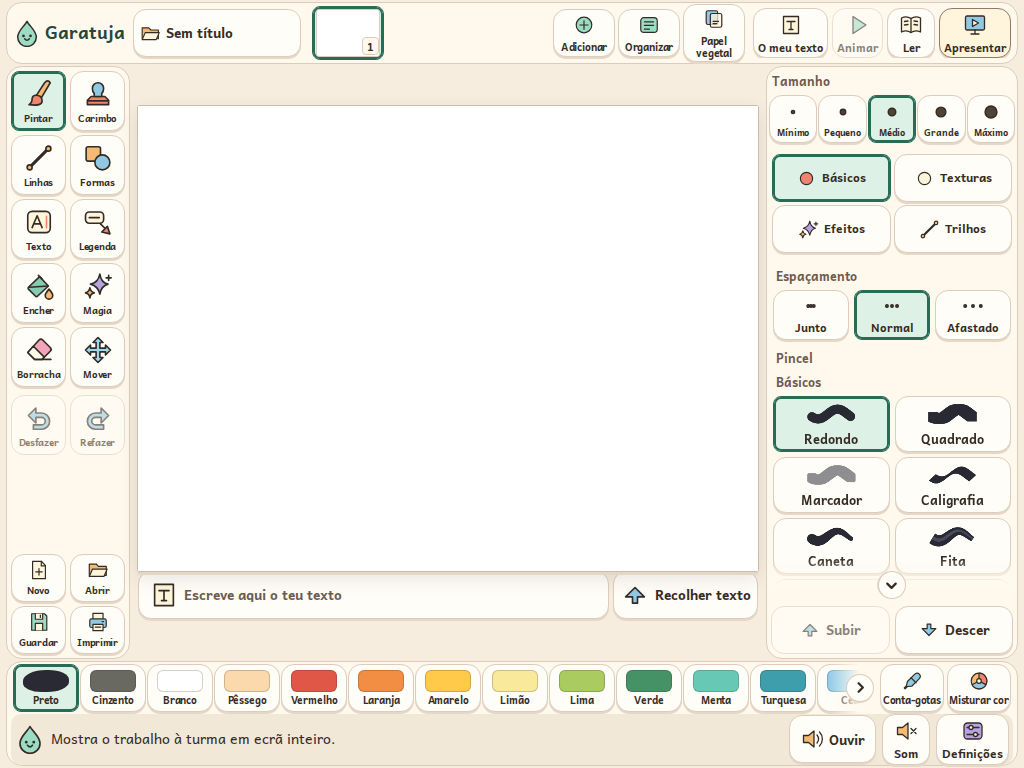 Garatuja
Sem título
1
Adicionar
Organizar
Papel
vegetal
O meu texto
Animar
Ler
Apresentar
Pintar
Carimbo
Linhas
Formas
Texto
Legenda
Encher
Magia
Borracha
Mover
Desfazer
Refazer
Novo
Abrir
Guardar
Imprimir
Escreve aqui o teu texto
Recolher texto
Tamanho
Mínimo
Pequeno
Médio
Grande
Máximo
Básicos
Texturas
Efeitos
Trilhos
Espaçamento
Junto
Normal
Afastado
Pincel
Básicos
Redondo
Quadrado
Marcador
Caligrafia
Caneta
Fita
Subir
Descer
Preto
Cinzento
Branco
Pêssego
Vermelho
Laranja
Amarelo
Limão
Lima
Verde
Menta
Turquesa
Conta-gotas
Misturar cor
Mostra o trabalho à turma em ecrã inteiro.
Ouvir
Som
Definições